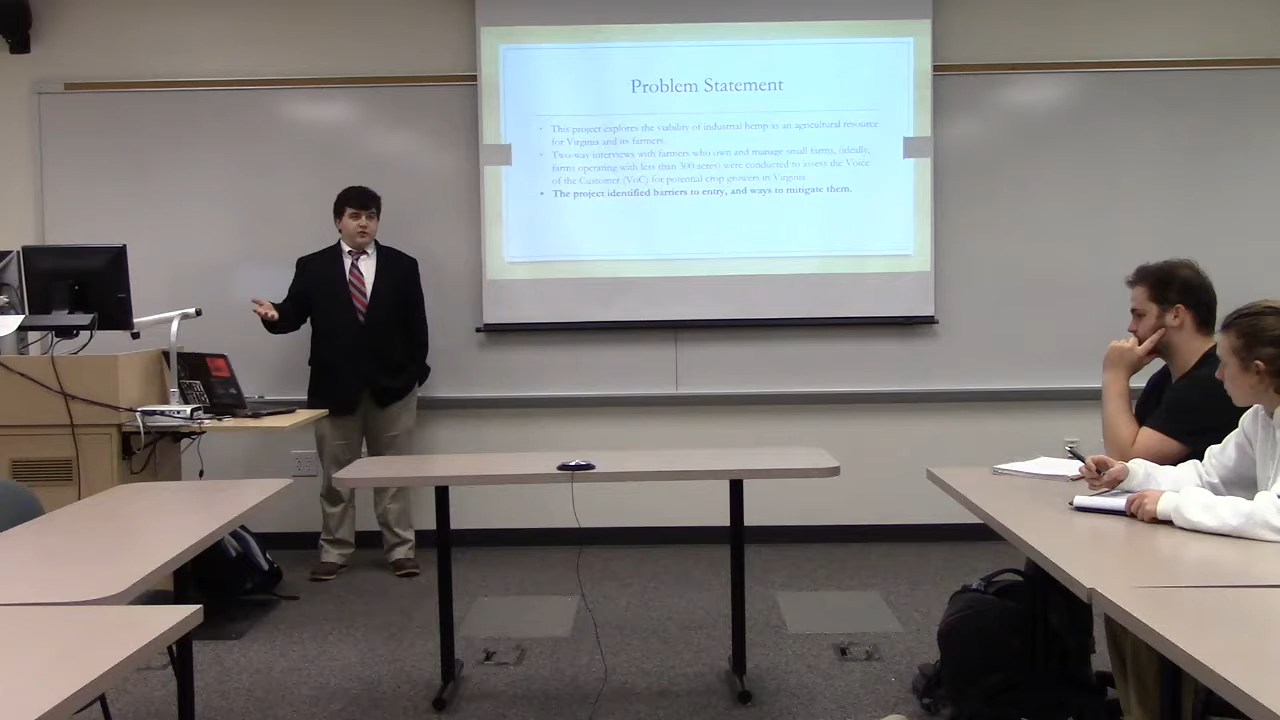 Problem Statement
• This project explores the viability of industrial hemp as an agricultural resource
for Virginia and its farmers.
• Two-way interviews with farmers who own and manage small farms, (ideally,
farms operating with less than 300 acres) were conducted to assess the Voice
of the Customer (VoC) for potential crop growers in Virginia
• The project identified barriers to entry, and ways to mitigate them.